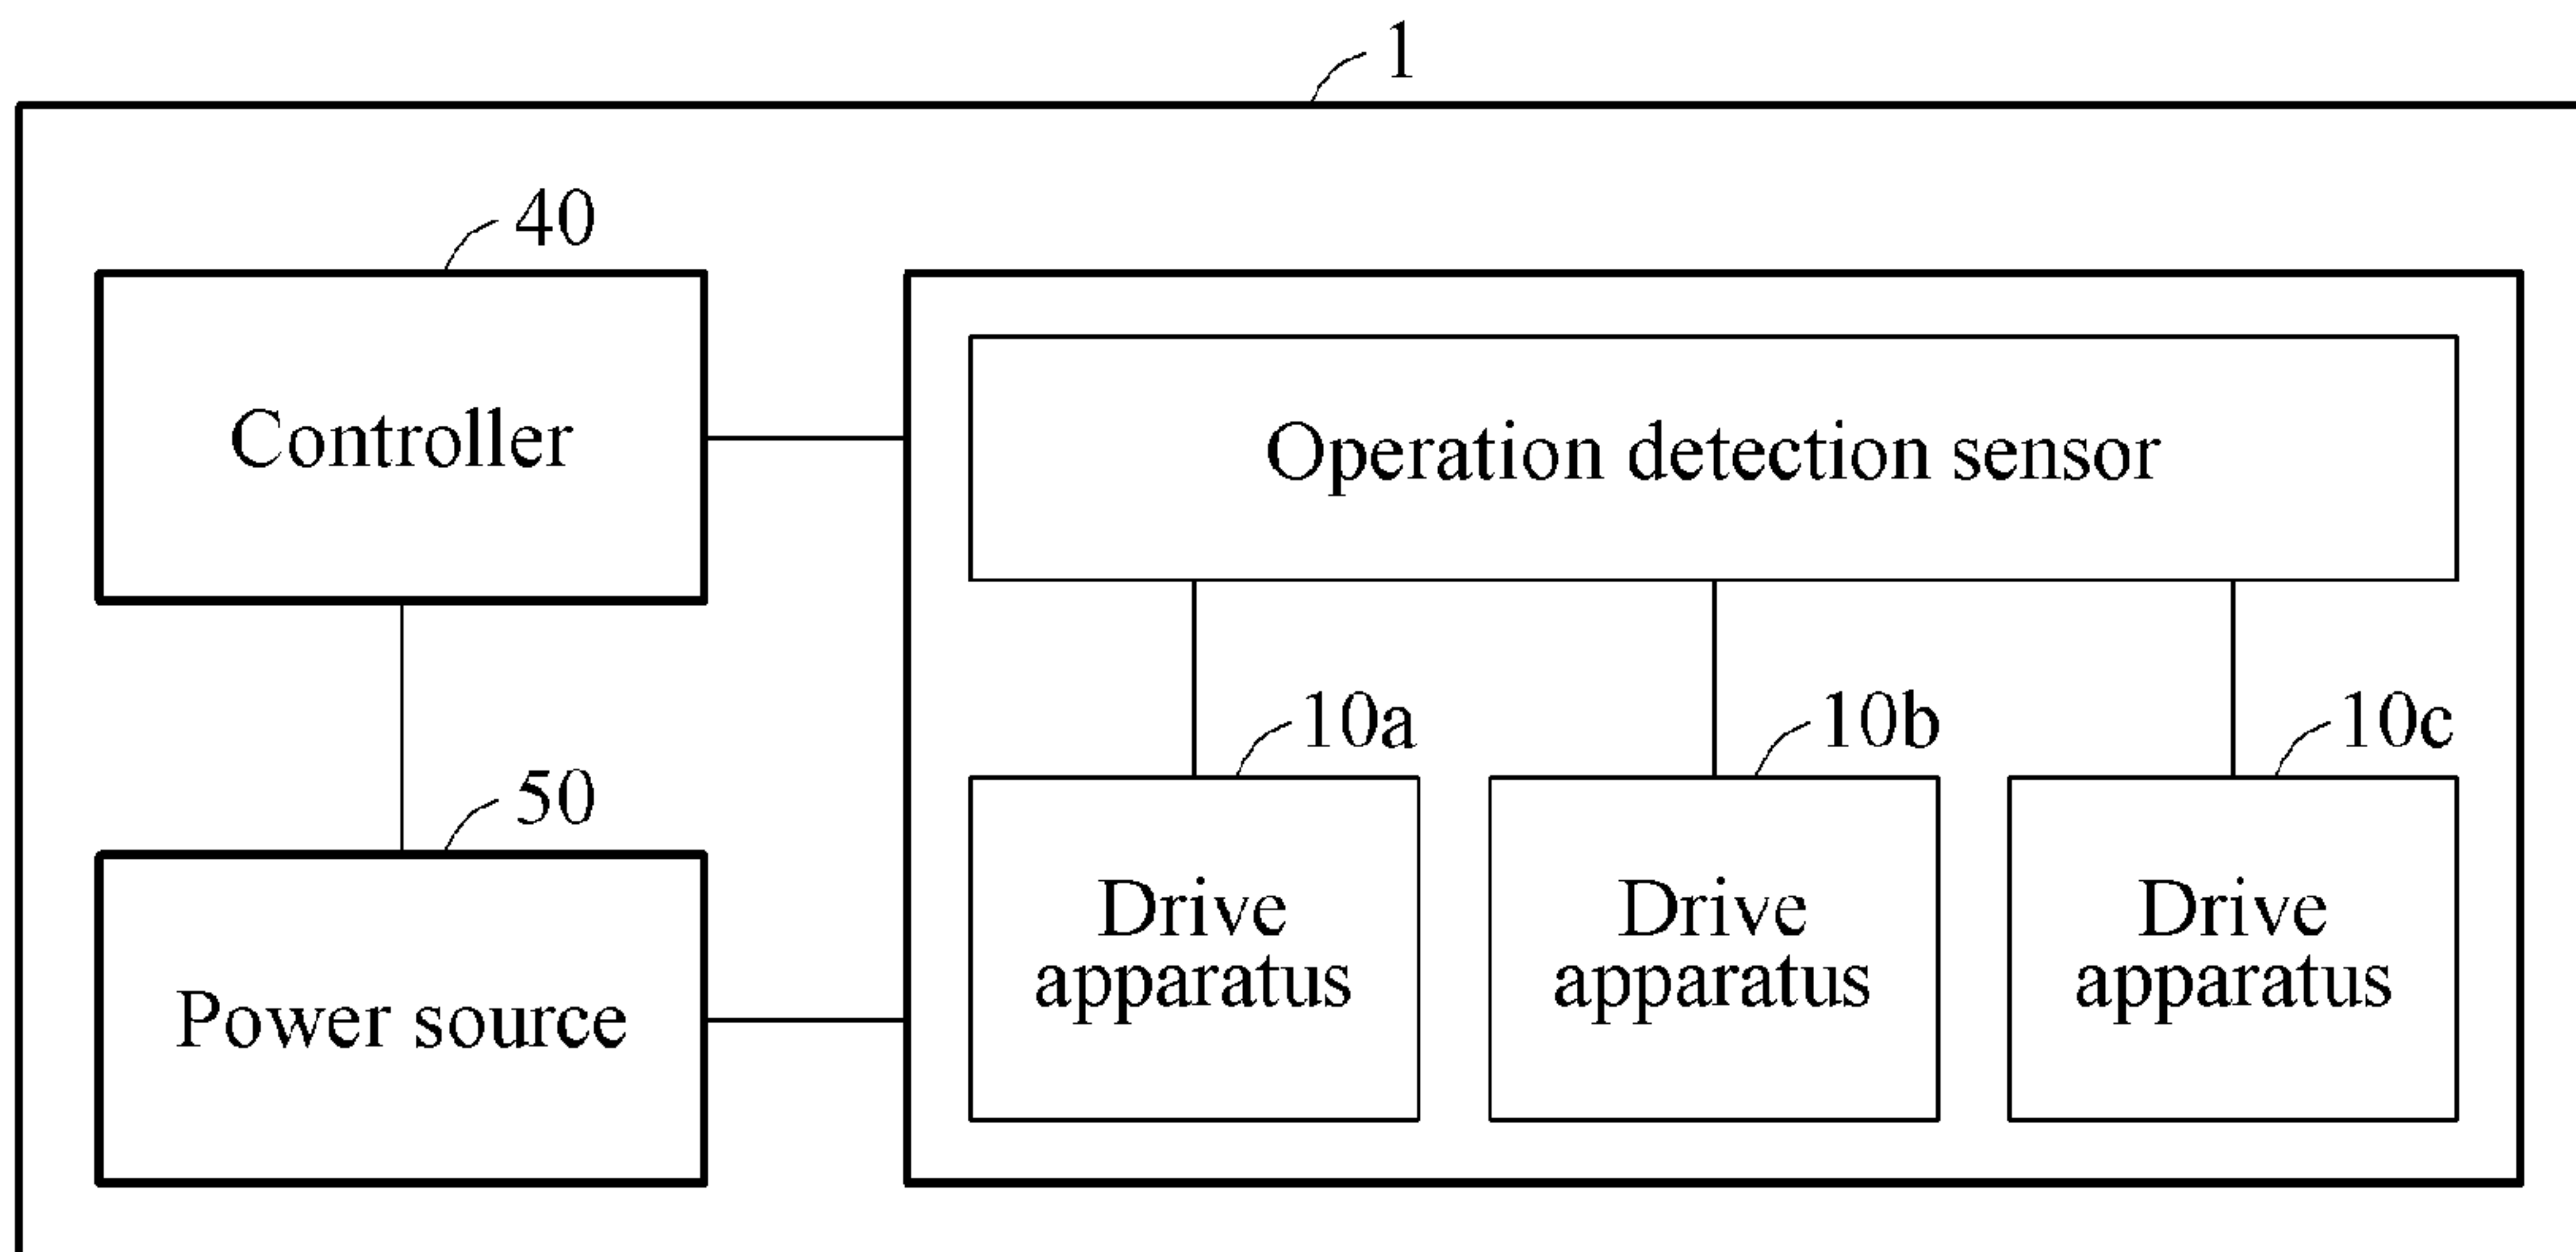 1
40
Controller
Operation detection sensor
50
Power source
10a
10b
10c
Drive
apparatus
Drive
apparatus
Drive
apparatus